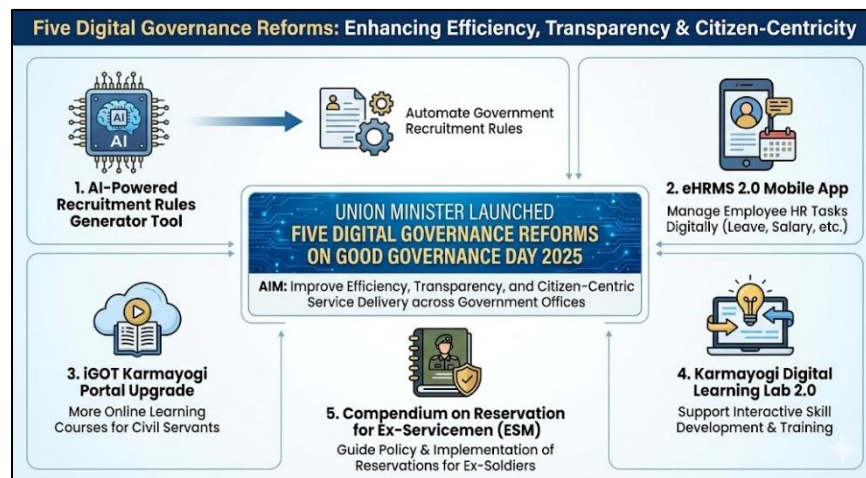 Five Digital Governance Reforms: Enhancing Efficiency, Transparency & Citizen-Centricity
AI
AI
1. AI-Powered
Recruitment Rules
Generator Tool
Automate Government
Recruitment Rules
2. eHRMS 2.0 Mobile App
Manage Employee HR Tasks
Digitally (Leave, Salary, etc.)
UNION MINISTER LAUNCHED
FIVE DIGITAL GOVERNANCE REFORMS
ON GOOD GOVERNANCE DAY 2025
AIM: Improve Efficiency, Transparency, and Citizen-Centric
Service Delivery across Government Offices
3. iGOT Karmayogi
Portal Upgrade
More Online Learning
Courses for Civil Servants
4. Karmayogi Digital
Learning Lab 2.0
Support Interactive Skill
Development & Training
5. Compendium on Reservation
for Ex-Servicemen (ESM)
Guide Policy & Implementation of
Reservations for Ex-Soldiers